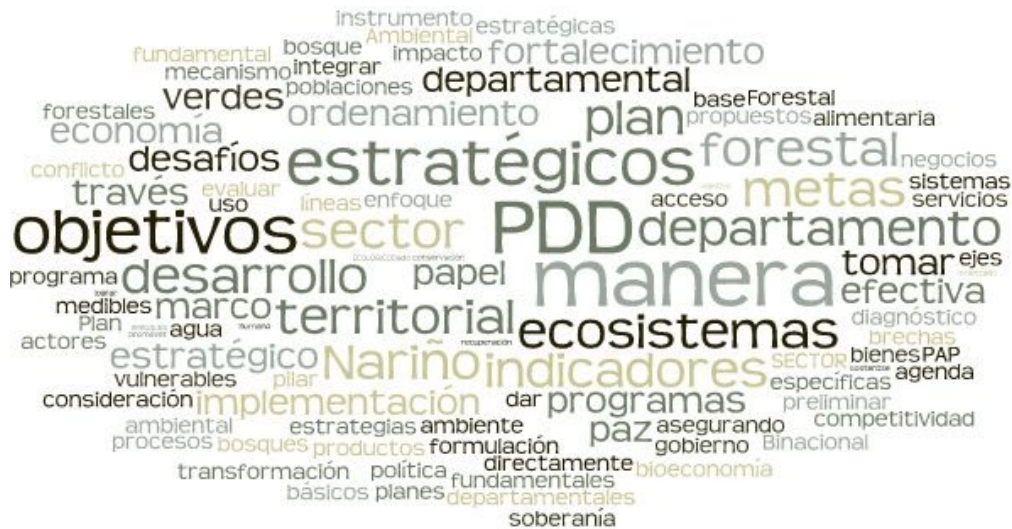 instrumento estratégicas
fundamental bosque Ambiental impacto fortalecimiento
mecanismo integrar poblaciones departamental
forestales verdes ordenamiento plan base Forestal propuestos alimentaria
economía desafíos estratégicos forestal negocios
conflicto través evaluar uso líneas enfoque acceso metas sistemas servicios
objetivos sector PDD departamento
programa desarrollo papel manera tomar ejes
medibles marco territorial efectiva
Plan actores agua recuperación ecosistemas diagnóstico brechas
estratégico Nariño indicadores SECTOR bienes PAP
vulnerables pilar específicas agenda
consideración implementación dar programas preliminar
ambiental estrategias ambiente paz asegurando competitividad
procesos bosques productos formulación gobierno Binacional
transformación política directamente bioeconomía
básicos planes fundamentales departamentales
soberanía